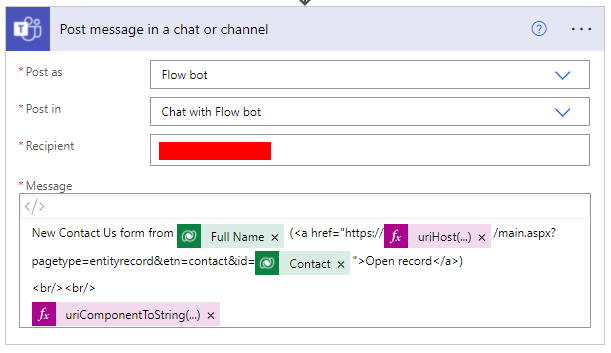 Post message in a chat or channel
* Post as
Flow bot
* Post in
Chat with Flow bot
* Recipient
* Message
</>
New Contact Us form from Full Name × (<a href="https:// fx uriHost(...) × /main.aspx?
pagetype=entityrecord&etn=contact&id= Contact × ">Open record</a>)
<br/><br/>
fx uriComponentToString(...) ×